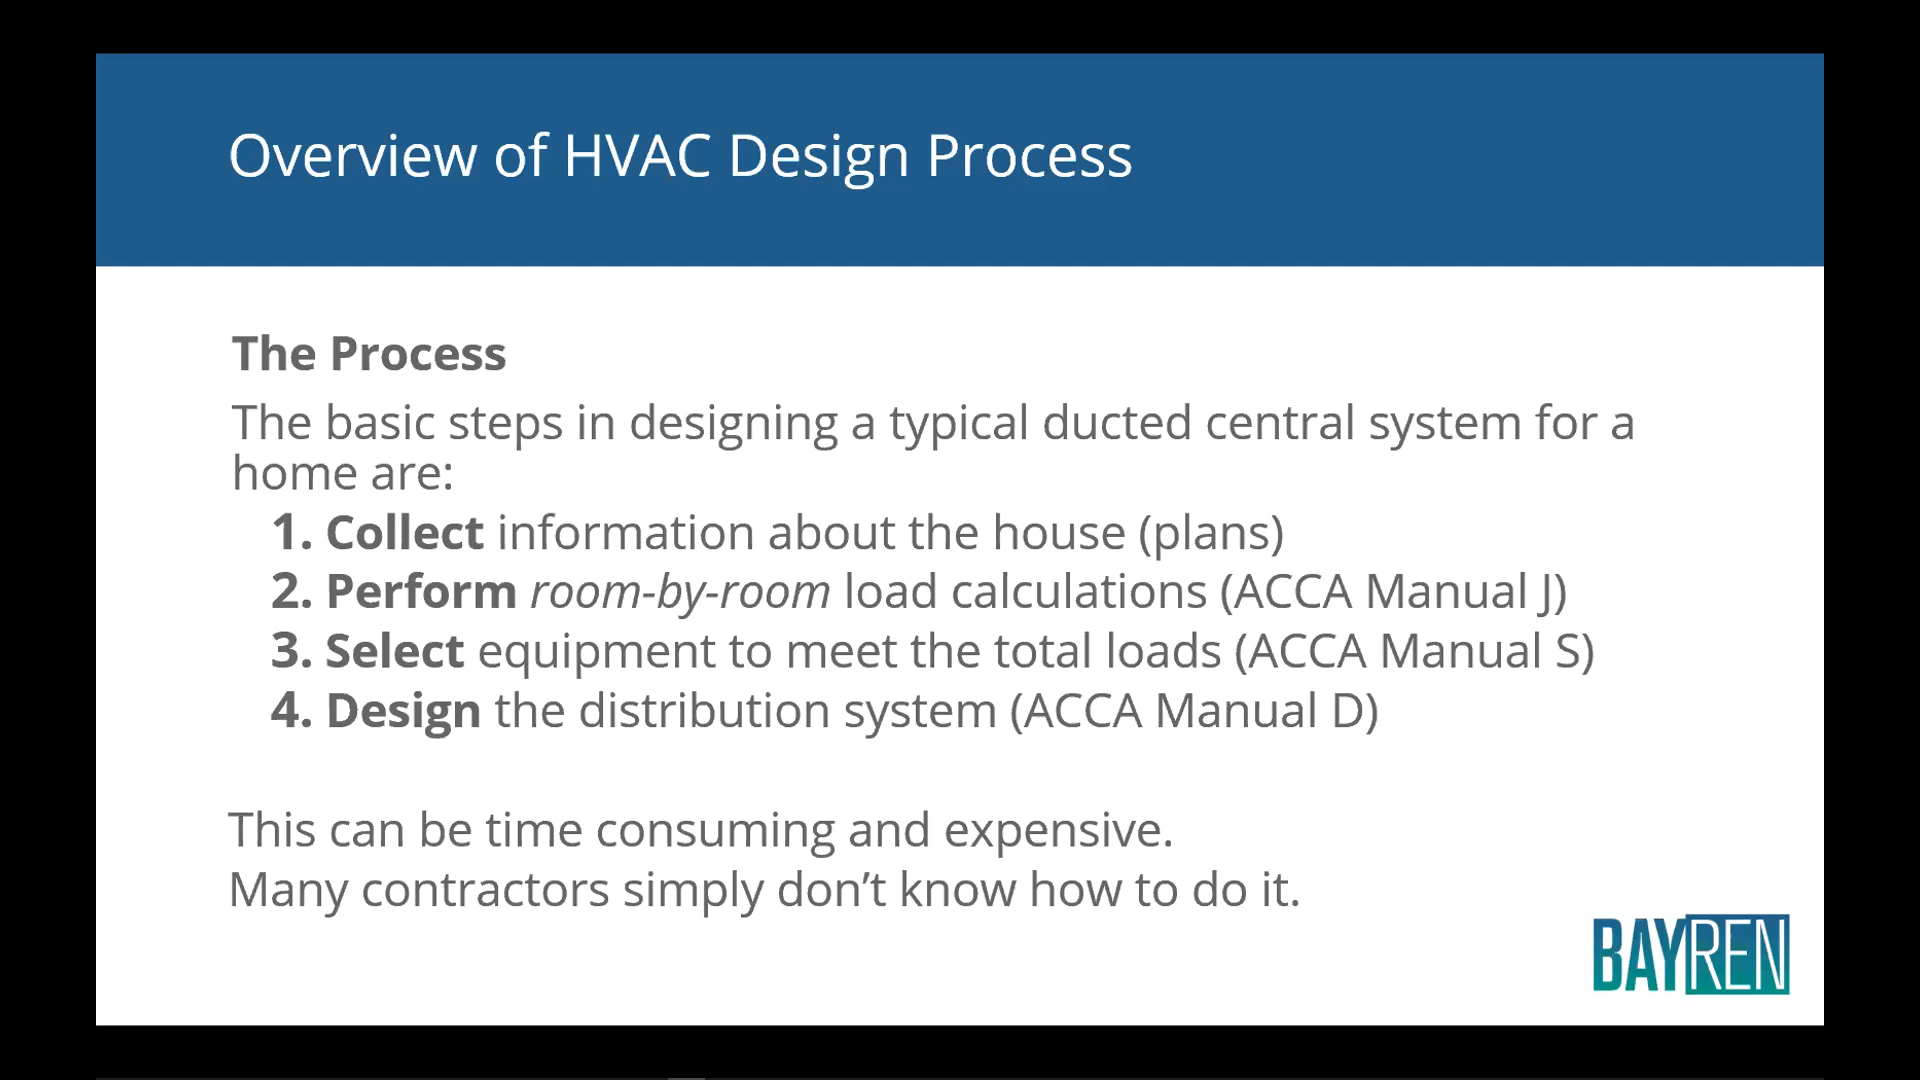 Overview of HVAC Design Process
The Process
The basic steps in designing a typical ducted central system for a
home are:
1. Collect information about the house (plans)
2. Perform room-by-room load calculations (ACCA Manual J)
3. Select equipment to meet the total loads (ACCA Manual S)
4. Design the distribution system (ACCA Manual D)
This can be time consuming and expensive.
Many contractors simply don’t know how to do it.
BAYREN